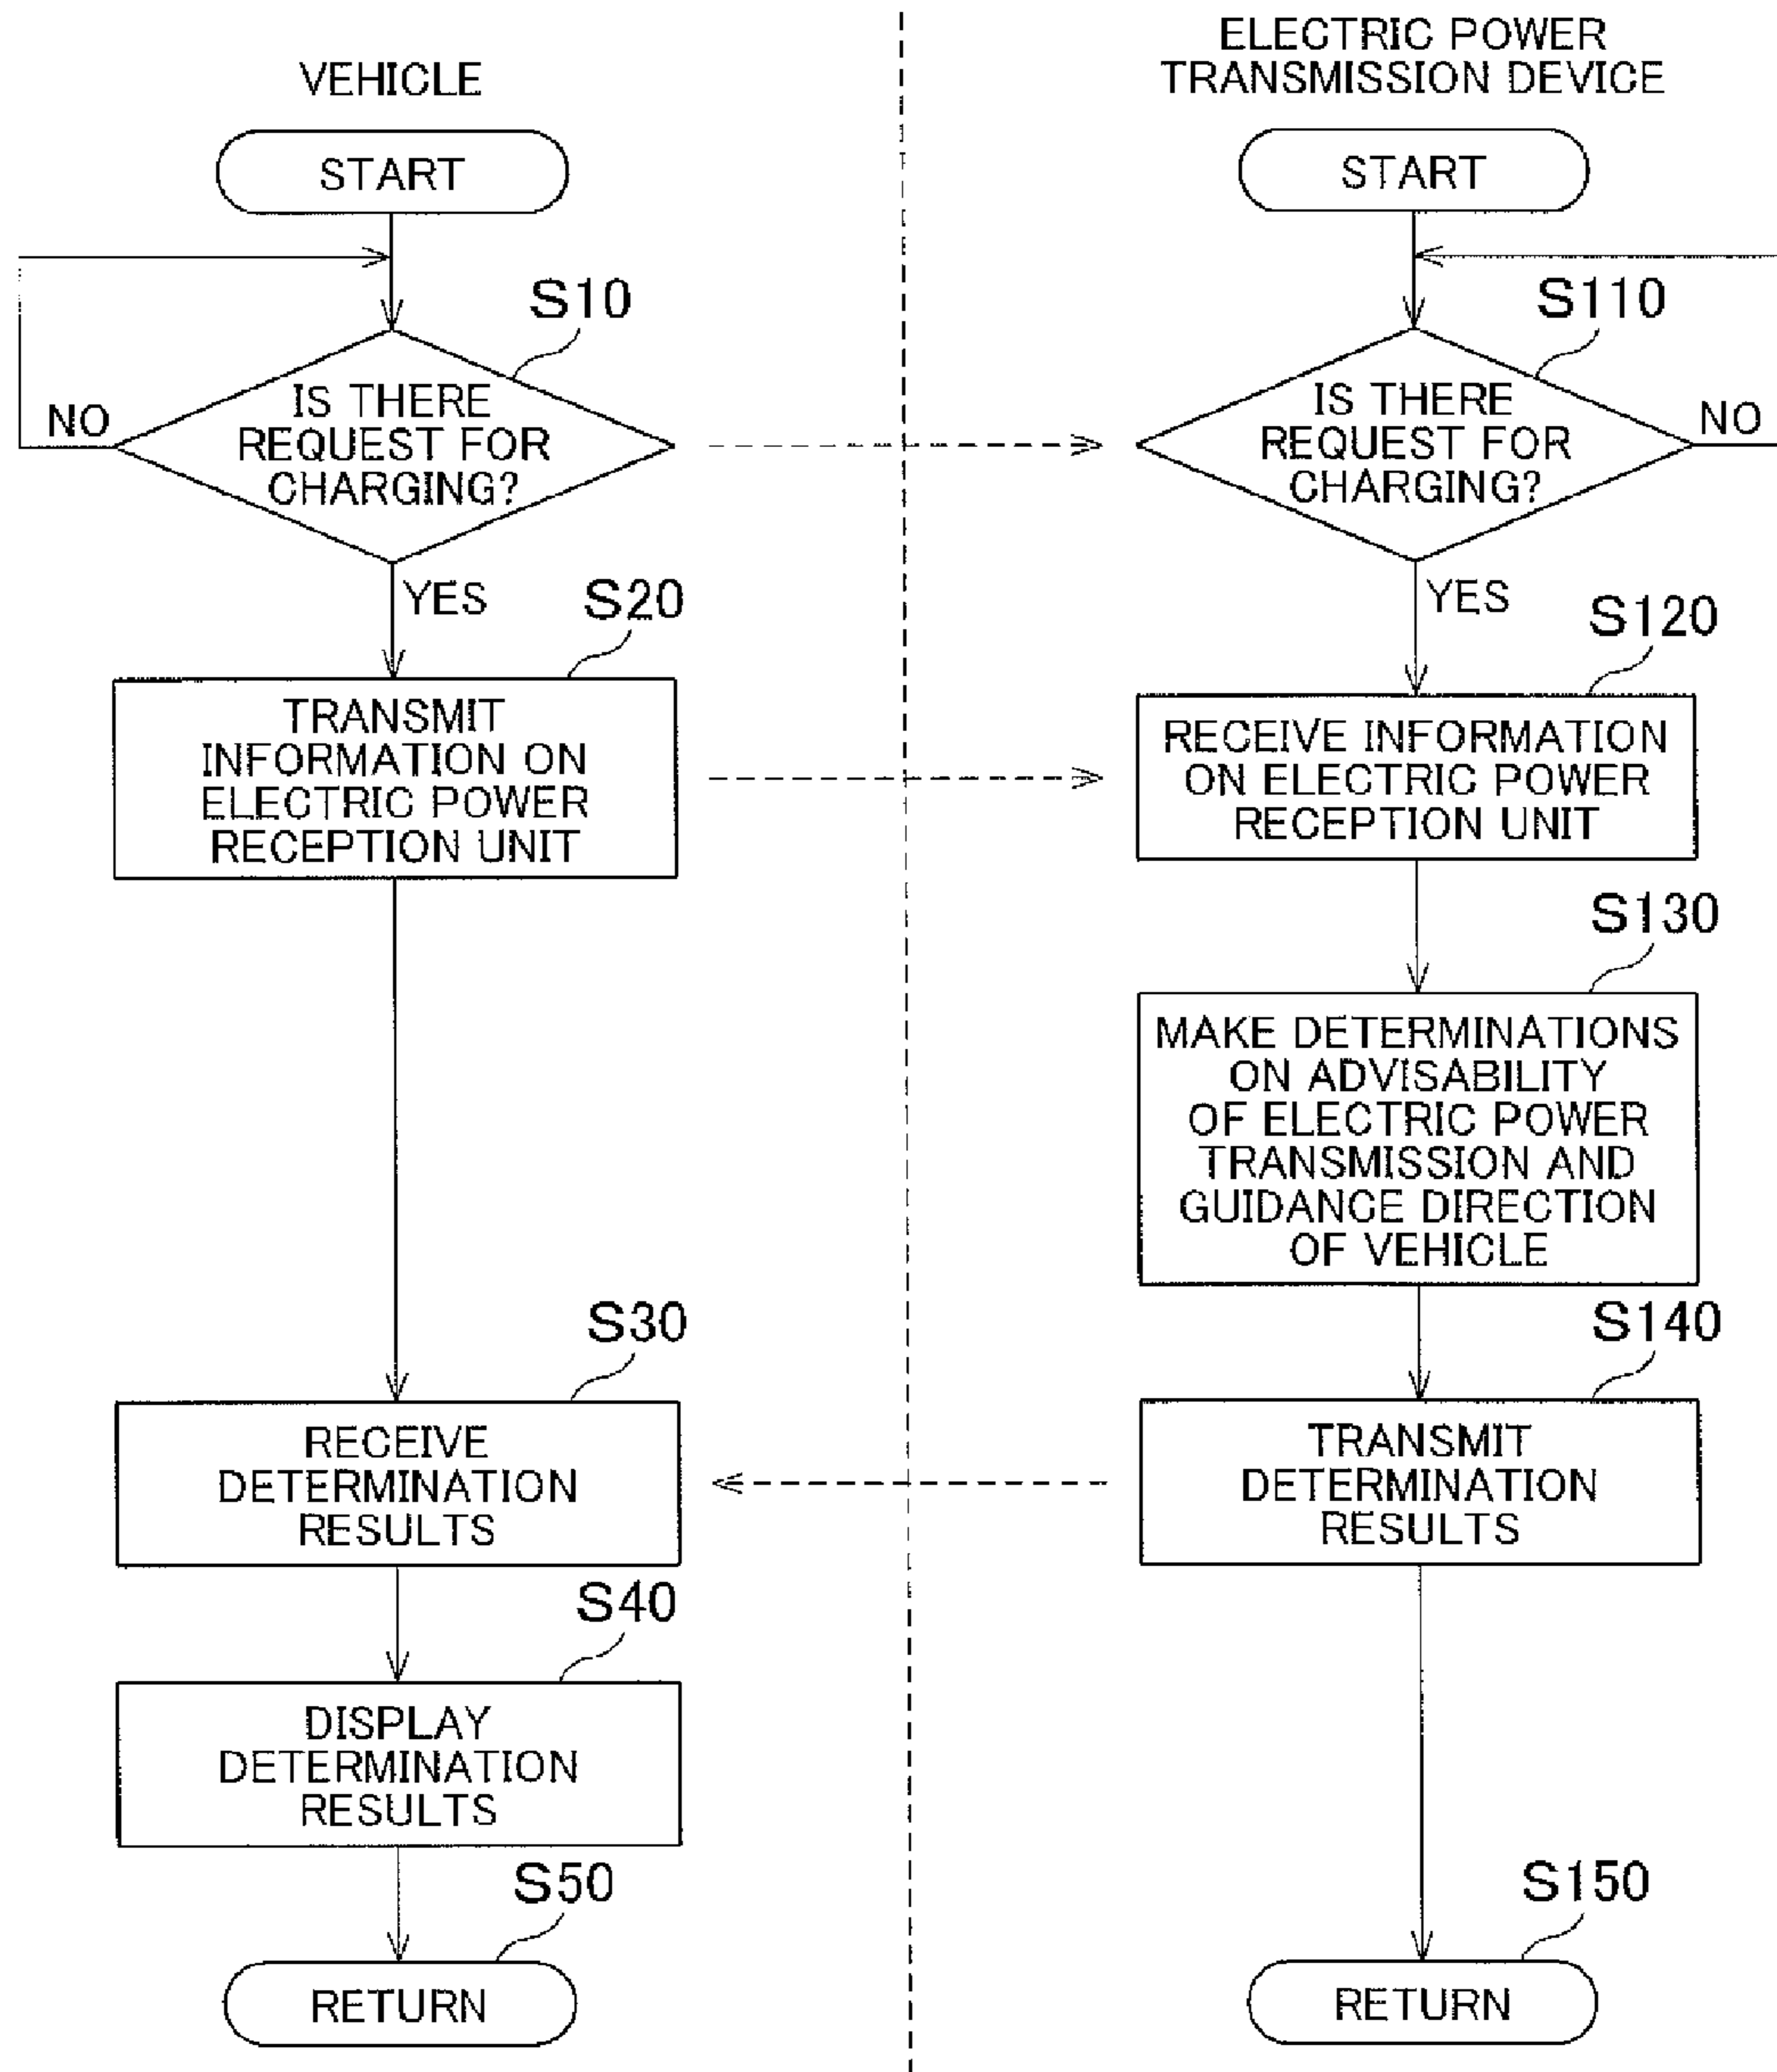 VEHICLE
START
S10
IS THERE
REQUEST FOR
CHARGING?
NO
YES
S20
TRANSMIT
INFORMATION ON
ELECTRIC POWER
RECEPTION UNIT
S30
RECEIVE
DETERMINATION
RESULTS
S40
DISPLAY
DETERMINATION
RESULTS
S50
RETURN
ELECTRIC POWER
TRANSMISSION DEVICE
START
S110
IS THERE
REQUEST FOR
CHARGING?
NO
YES
S120
RECEIVE INFORMATION
ON ELECTRIC POWER
RECEPTION UNIT
S130
MAKE DETERMINATIONS
ON ADVISABILITY
OF ELECTRIC POWER
TRANSMISSION AND
GUIDANCE DIRECTION
OF VEHICLE
S140
TRANSMIT
DETERMINATION
RESULTS
S150
RETURN